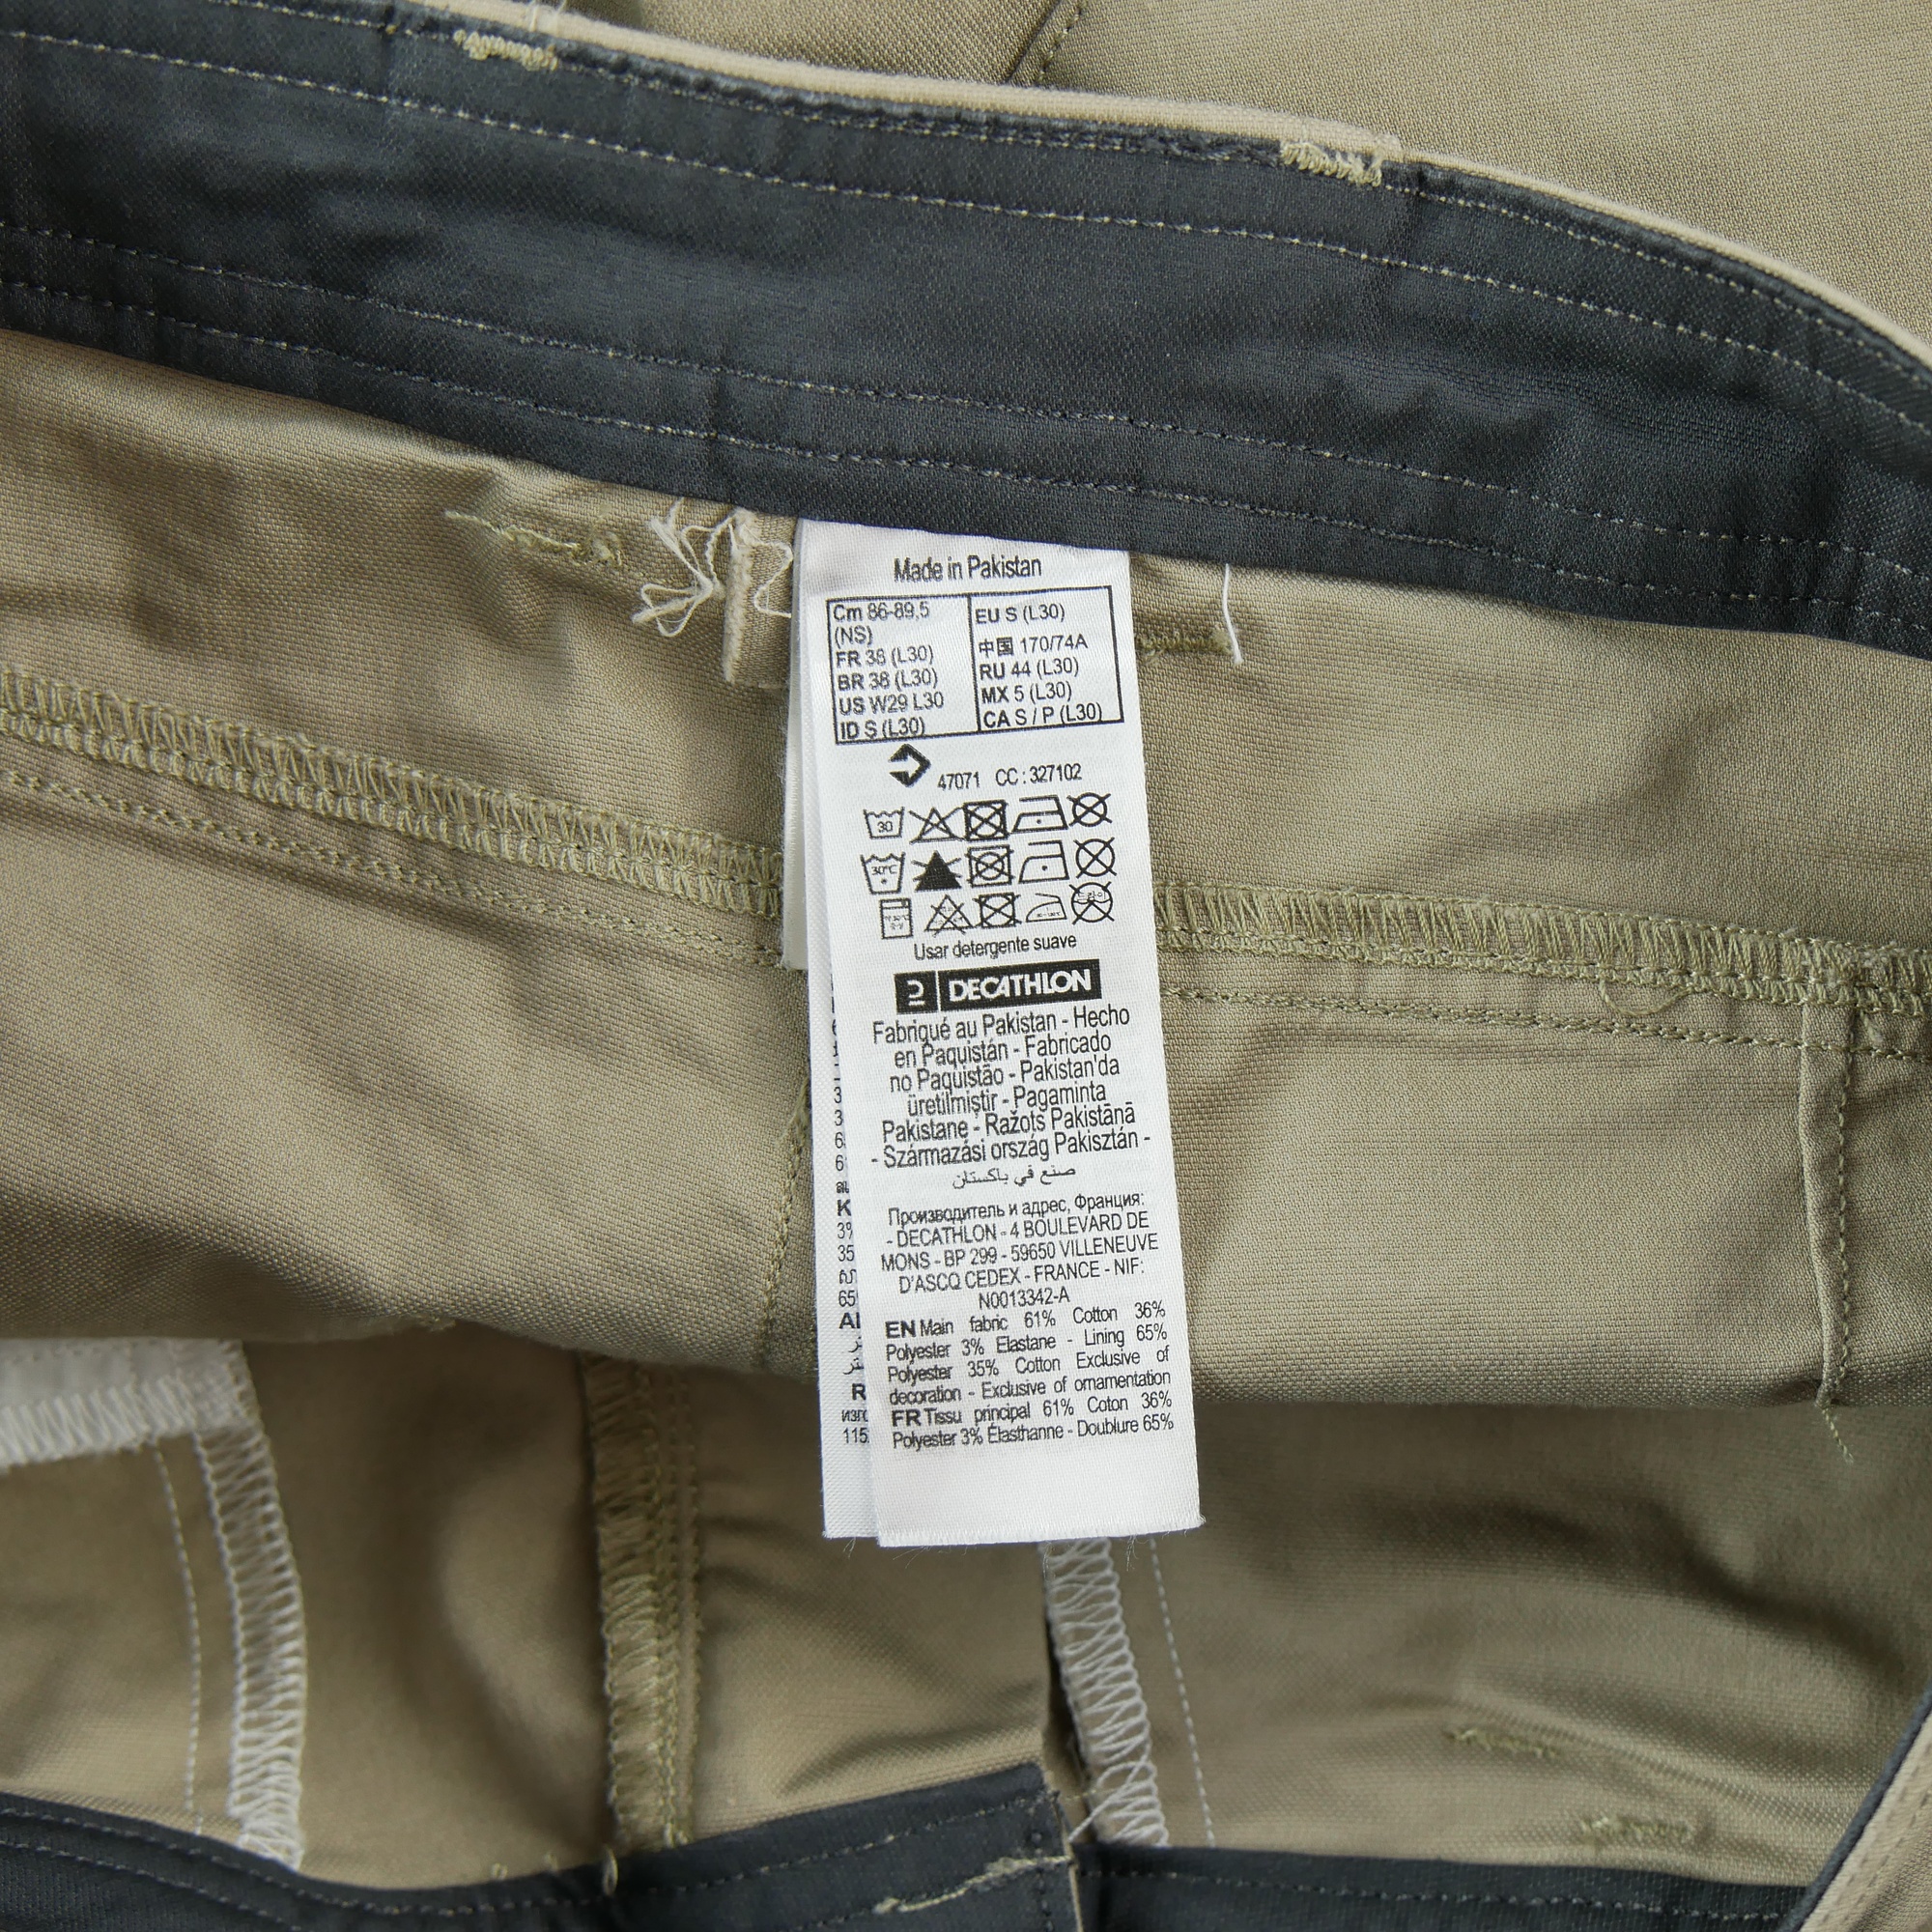 Made in Pakistan
Cm 86-89,5
(NS)
FR 38 (L30)
BR 38 (L30)
US W29 L30
ID S (L30)
EU S (L30)
中国 170/74A
RU 44 (L30)
MX 5 (L30)
CA S / P (L30)
47071 CC : 327102
30
30°C
Usar detergente suave
DECATHLON
Fabriqué au Pakistan - Hecho
en Paquistán - Fabricado
no Paquistão - Pakistan'da
üretilmiştir - Pagaminta
Pakistane - Ražots Pakistānā
- Származási ország Pakisztán -
صنع في باكستان
Производитель и адрес, Франция:
- DECATHLON - 4 BOULEVARD DE
MONS - BP 299 - 59650 VILLENEUVE
D'ASCQ CEDEX - FRANCE - NIF:
N0013342-A
EN Main fabric 61% Cotton 36%
Polyester 3% Elastane - Lining 65%
Polyester 35% Cotton Exclusive of
decoration - Exclusive of ornamentation
FR Tissu principal 61% Coton 36%
Polyester 3% Élasthanne - Doublure 65%